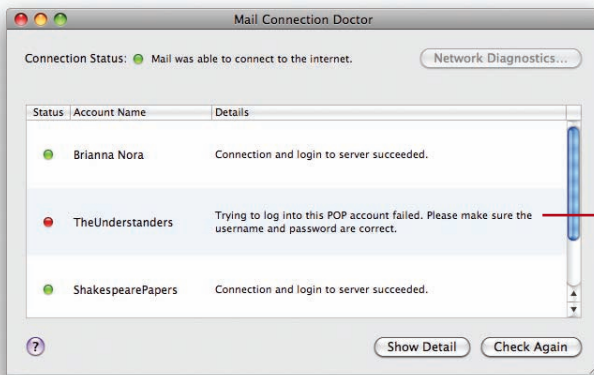 Mail Connection Doctor
Connection Status: Mail was able to connect to the internet.
Network Diagnostics...
Status Account Name Details
Brianna Nora Connection and login to server succeeded.
TheUnderstanders Trying to log into this POP account failed. Please make sure the
username and password are correct.
ShakespearePapers Connection and login to server succeeded.
? Show Detail Check Again